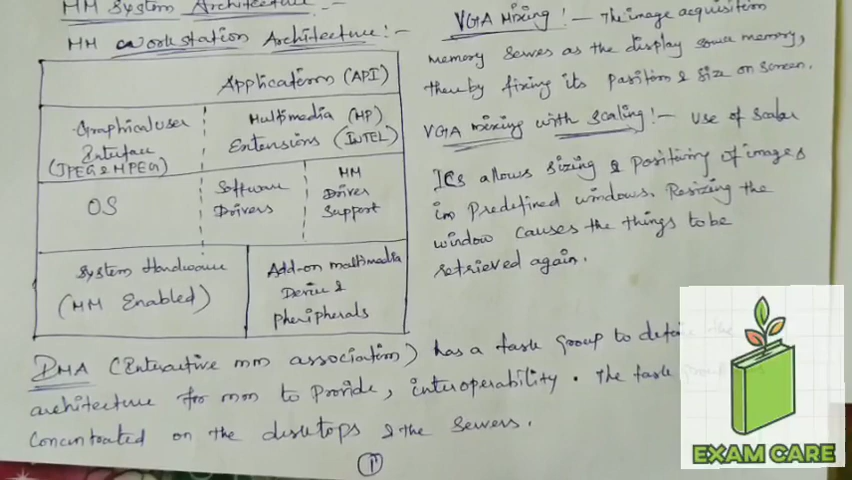 MM System Architecture :-
MM Workstation Architecture :-
Applications (API)
Graphical user
Interface
(JPEG & MPEG)
Multimedia (MP)
Extensions (INTEL)
OS
Software
Drivers
MM
Driver
Support
System Hardware
(MM Enabled)
Add-on multimedia
Device &
Pheripherals
VGA Mixing :- The image acquisition
memory serves as the display source memory,
thereby fixing its position & size on screen.
VGA mixing with scaling :- Use of scalar
ICs allows sizing & positining of images
in Predefined windows. Resizing the
window causes the things to be
retrieved again.
IMA (Interactive mm association) has a task group to define the
architecture for mm to Provide, interoperability. The task group
Concentrated on the desktops & the servers.
1
EXAM CARE